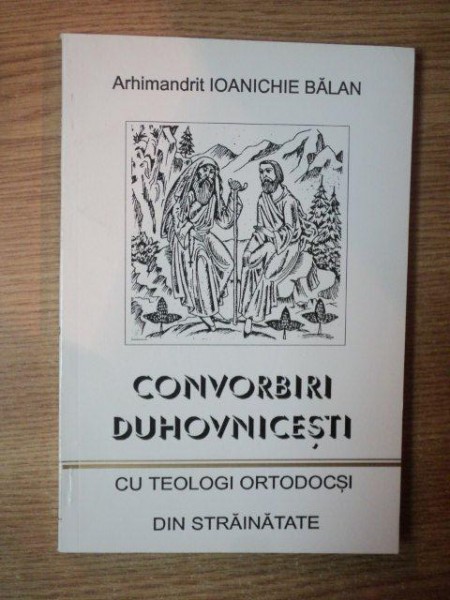 Arhimandrit IOANICHIE BĂLAN
CONVORBIRI
DUHOVNICEȘTI
CU TEOLOGI ORTODOCȘI
DIN STRĂINĂTATE